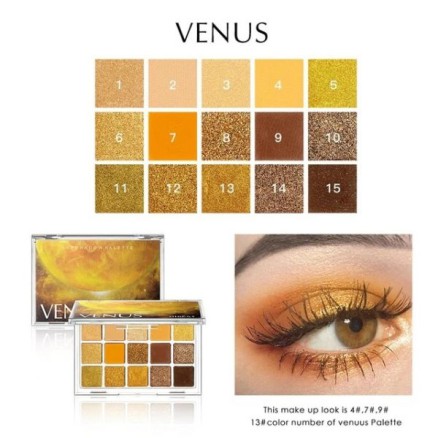 VENUS
1 2 3 4 5
6 7 8 9 10
11 12 13 14 15
VENUS
This make up look is 4#,7#,9#
13#color number of venuus Palette